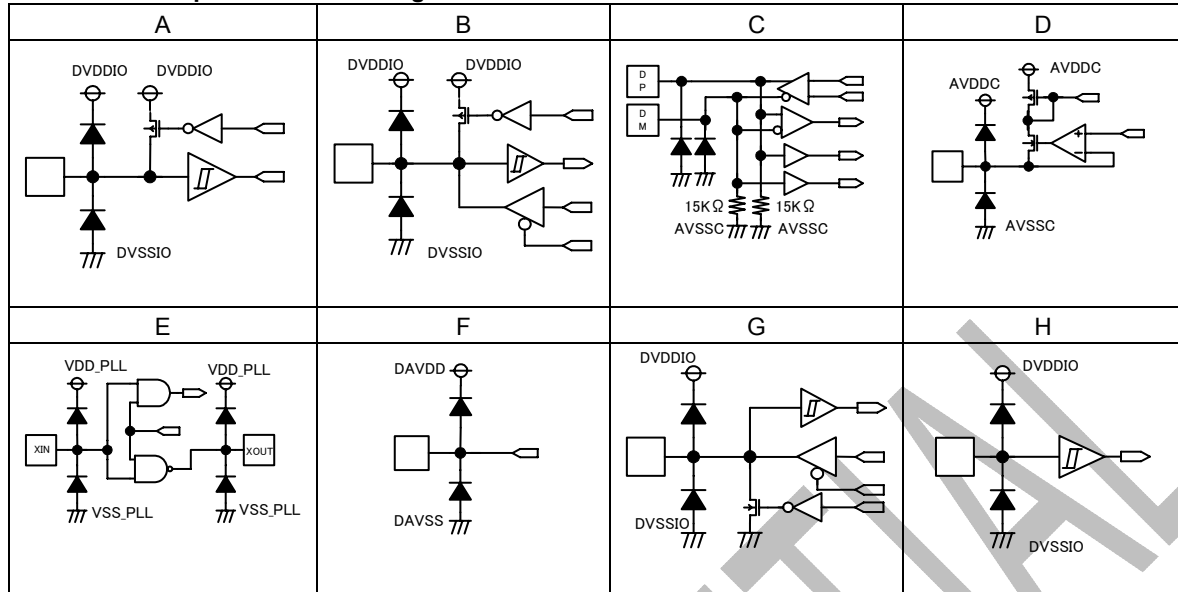 A B C D
DVDDIO DVDDIO
DVSSIO
DVDDIO DVDDIO
DVSSIO
D
P
D
M
15KΩ 15KΩ
AVSSC AVSSC
AVDDC
AVDDC
+
-
AVSSC
E F G H
VDD_PLL VDD_PLL
XIN XOUT
VSS_PLL VSS_PLL
DAVDD
DAVSS
DVDDIO
DVSSIO
DVDDIO
DVSSIO